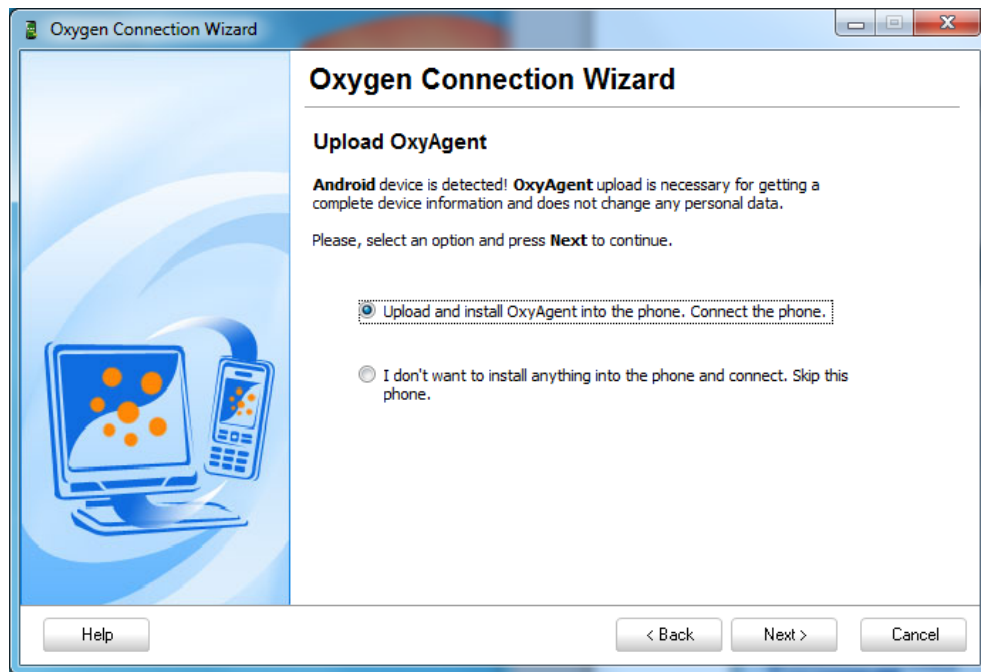 Oxygen Connection Wizard
Oxygen Connection Wizard
Upload OxyAgent
Android device is detected! OxyAgent upload is necessary for getting a
complete device information and does not change any personal data.
Please, select an option and press Next to continue.
Upload and install OxyAgent into the phone. Connect the phone.
I don't want to install anything into the phone and connect. Skip this
phone.
Help
< Back
Next >
Cancel